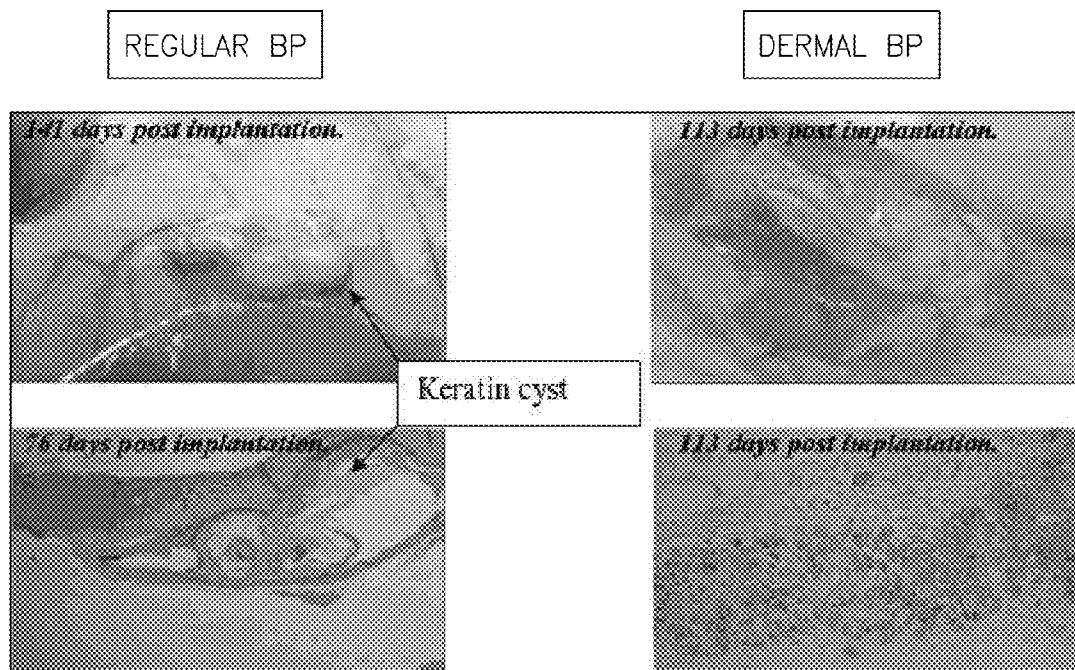 REGULAR BP
DERMAL BP
141 days post implantation.
113 days post implantation.
Keratin cyst
6 days post implantation.
113 days post implantation.